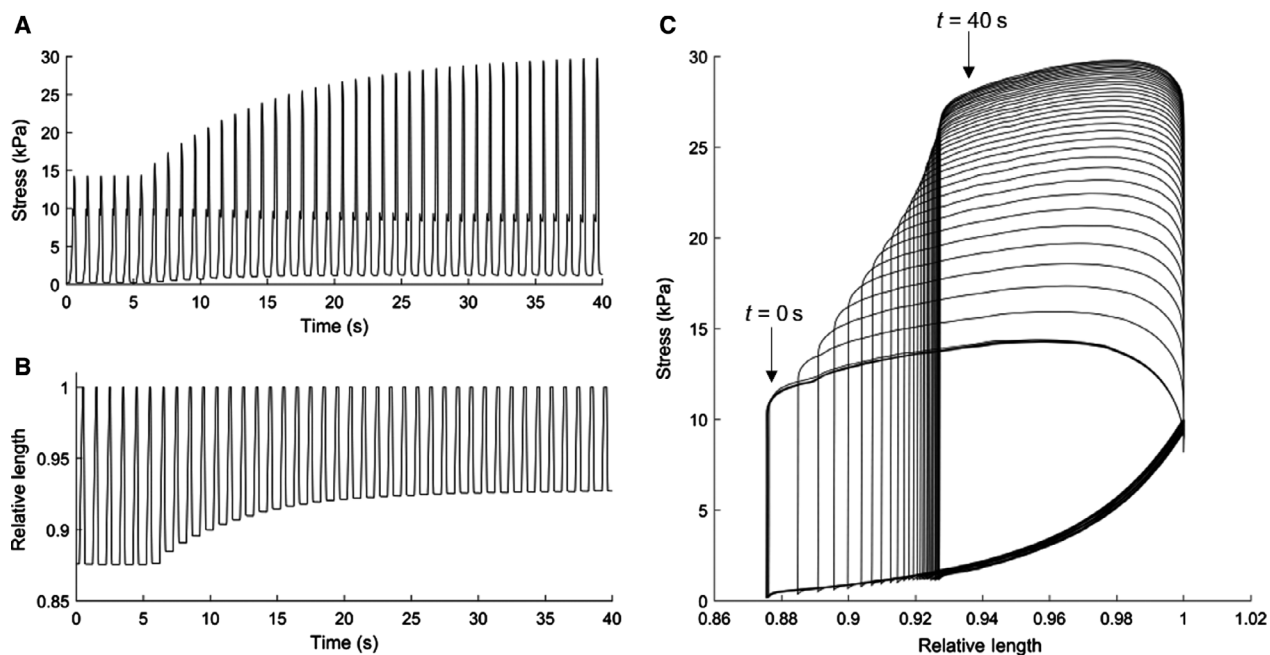 A
Stress (kPa)
30
25
20
15
10
5
0
0 5 10 15 20 25 30 35 40
Time (s)
B
Relative length
1
0.95
0.9
0.85
0 5 10 15 20 25 30 35 40
Time (s)
C
t = 40 s
t = 0 s
Stress (kPa)
30
25
20
15
10
5
0
0.86 0.88 0.9 0.92 0.94 0.96 0.98 1 1.02
Relative length